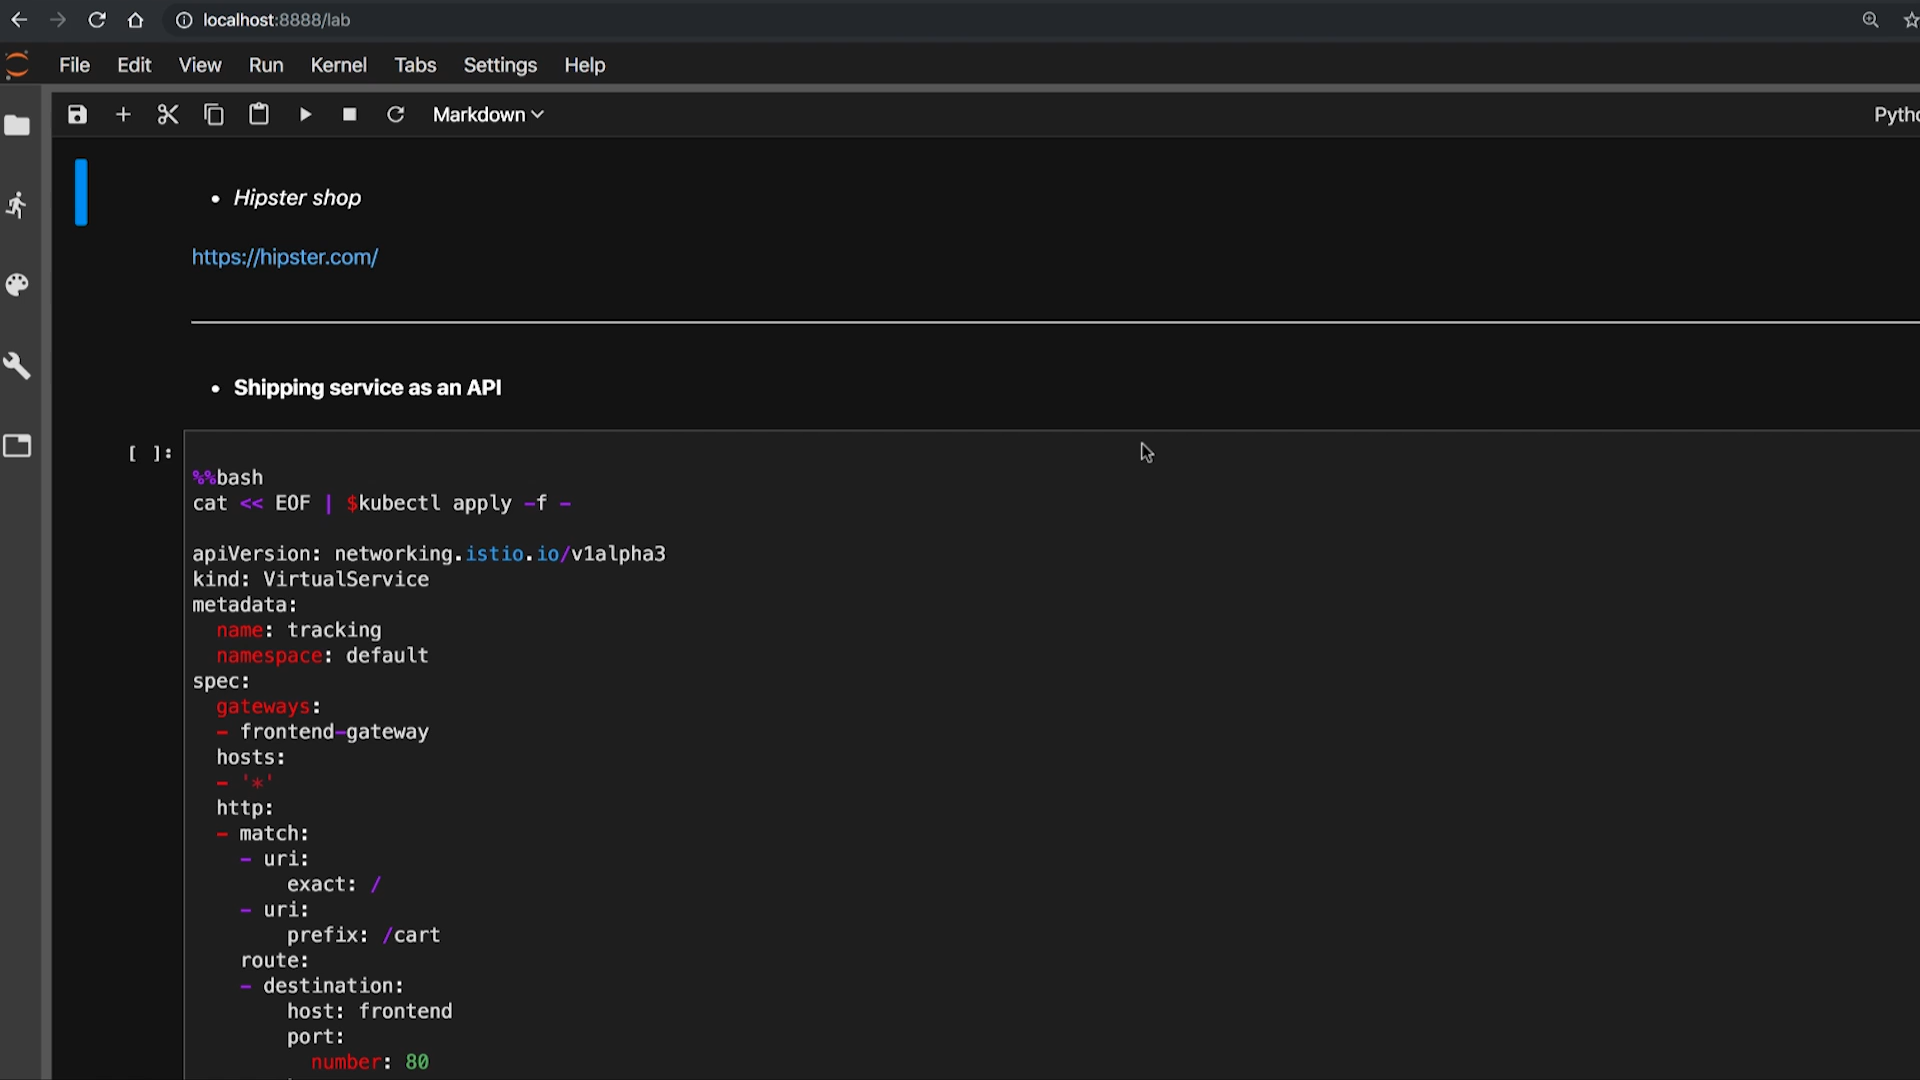 localhost:8888/lab
File Edit View Run Kernel Tabs Settings Help
Markdown
Pytho
• Hipster shop
https://hipster.com/
• Shipping service as an API
[ ]:
%%bash
cat << EOF | $kubectl apply -f -
apiVersion: networking.istio.io/v1alpha3
kind: VirtualService
metadata:
  name: tracking
  namespace: default
spec:
  gateways:
  - frontend-gateway
  hosts:
  - '*'
  http:
  - match:
    - uri:
        exact: /
    - uri:
        prefix: /cart
    route:
    - destination:
        host: frontend
        port:
          number: 80